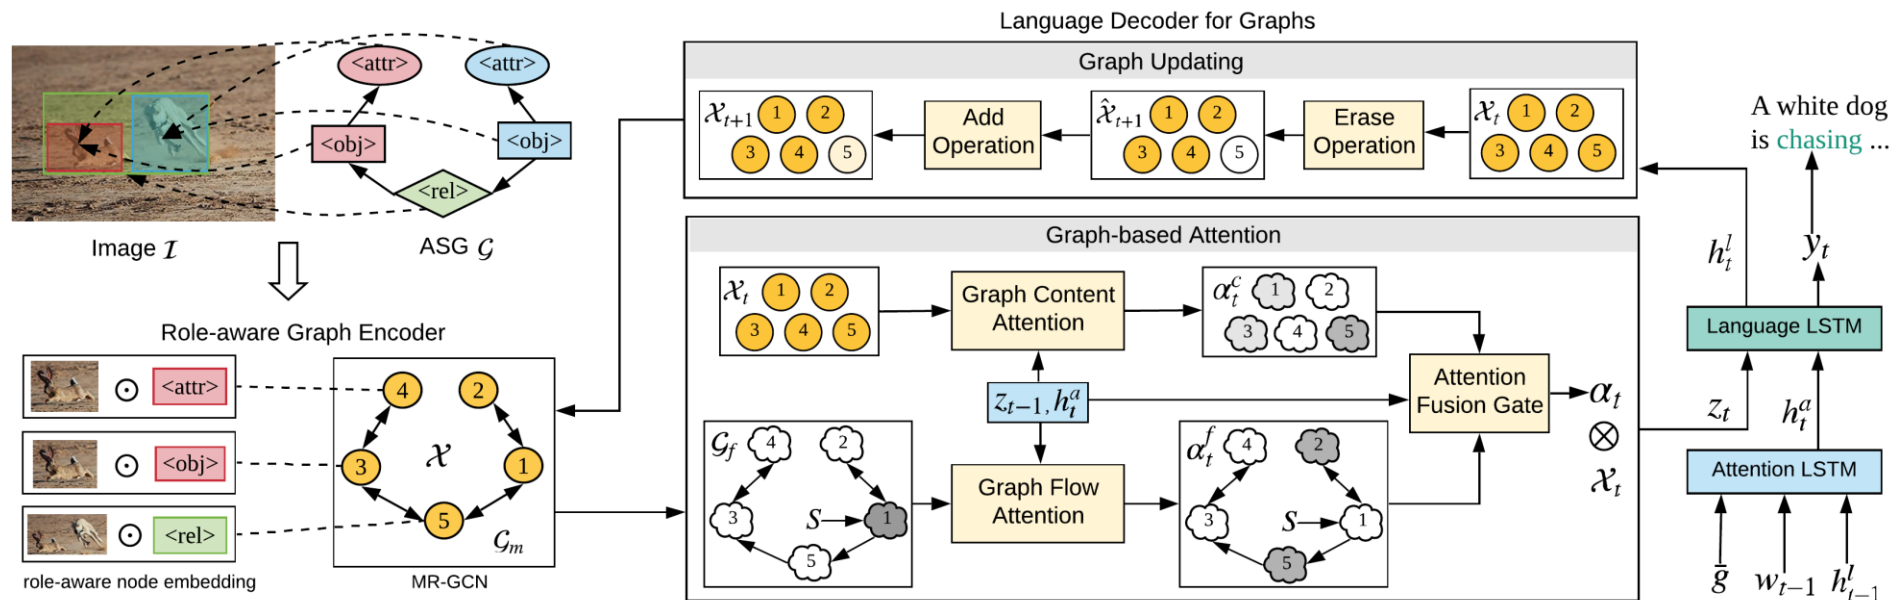 Language Decoder for Graphs
<attr>
<attr>
<obj>
<obj>
<rel>
Image ℐ
ASG 𝒢
Graph Updating
𝒳ₜ₊₁
1
2
3
4
5
Add
Operation
𝒳̂ₜ₊₁
1
2
3
4
5
Erase
Operation
𝒳ₜ
1
2
3
4
5
A white dog
is chasing ...
Role-aware Graph Encoder
<attr>
<obj>
<rel>
role-aware node embedding
4
2
3
𝒳
1
5
𝒢ₘ
MR-GCN
Graph-based Attention
𝒳ₜ
1
2
3
4
5
Graph Content
Attention
αₜᶜ
1
2
3
4
5
zₜ₋₁, hₜᵃ
Attention
Fusion Gate
αₜ
⊗
𝒳ₜ
𝒢_f
4
2
3
S
1
5
Graph Flow
Attention
αₜᶠ
4
2
3
S
1
5
hₜˡ
yₜ
Language LSTM
zₜ
hₜᵃ
Attention LSTM
ḡ
wₜ₋₁
hₜ₋₁ˡ